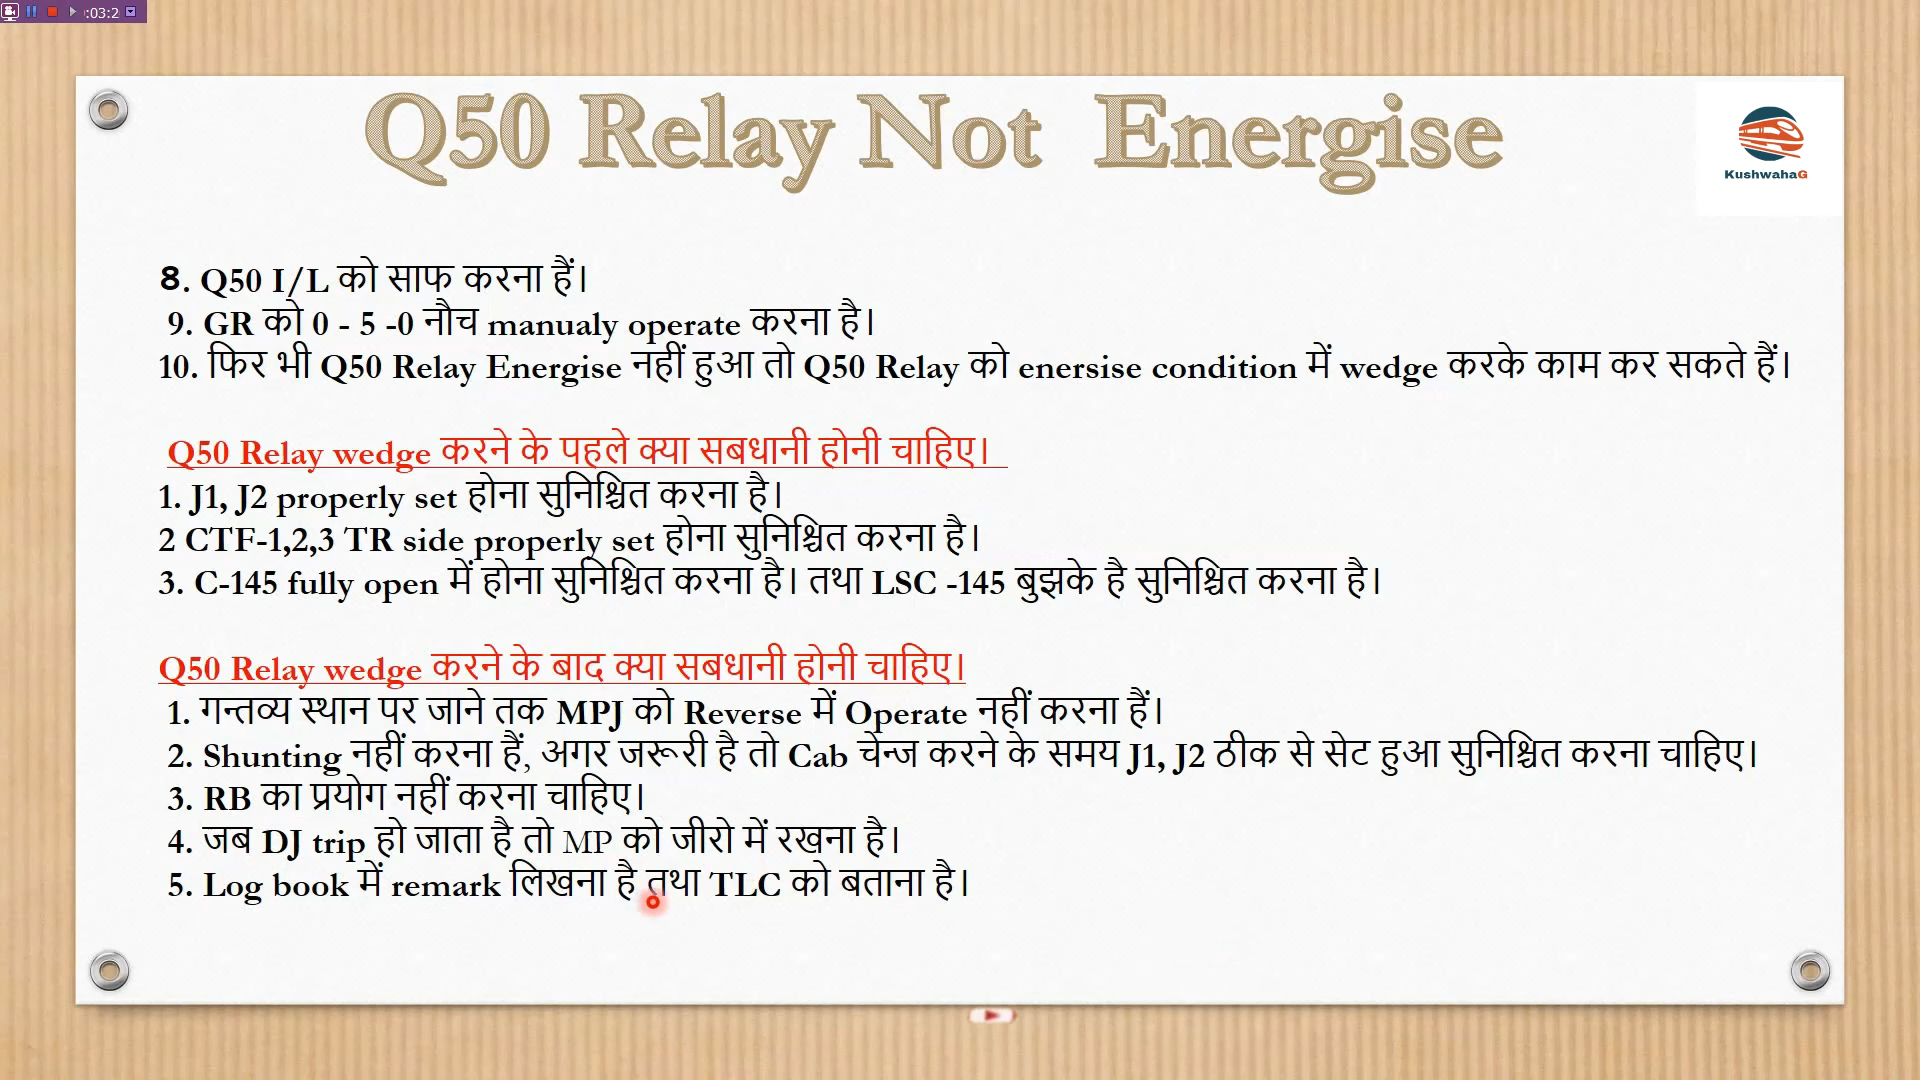 :03:2
Q50 Relay Not Energise
KushwahaG
8. Q50 I/L को साफ करना हैं।
9. GR को 0 - 5 -0 नौच manualy operate करना है।
10. फिर भी Q50 Relay Energise नहीं हुआ तो Q50 Relay को enersise condition में wedge करके काम कर सकते हैं।
Q50 Relay wedge करने के पहले क्या सबधानी होनी चाहिए।
1. J1, J2 properly set होना सुनिश्चित करना है।
2 CTF-1,2,3 TR side properly set होना सुनिश्चित करना है।
3. C-145 fully open में होना सुनिश्चित करना है। तथा LSC -145 बुझके है सुनिश्चित करना है।
Q50 Relay wedge करने के बाद क्या सबधानी होनी चाहिए।
1. गन्तव्य स्थान पर जाने तक MPJ को Reverse में Operate नहीं करना हैं।
2. Shunting नहीं करना हैं, अगर जरूरी है तो Cab चेन्ज करने के समय J1, J2 ठीक से सेट हुआ सुनिश्चित करना चाहिए।
3. RB का प्रयोग नहीं करना चाहिए।
4. जब DJ trip हो जाता है तो MP को जीरो में रखना है।
5. Log book में remark लिखना है तथा TLC को बताना है।